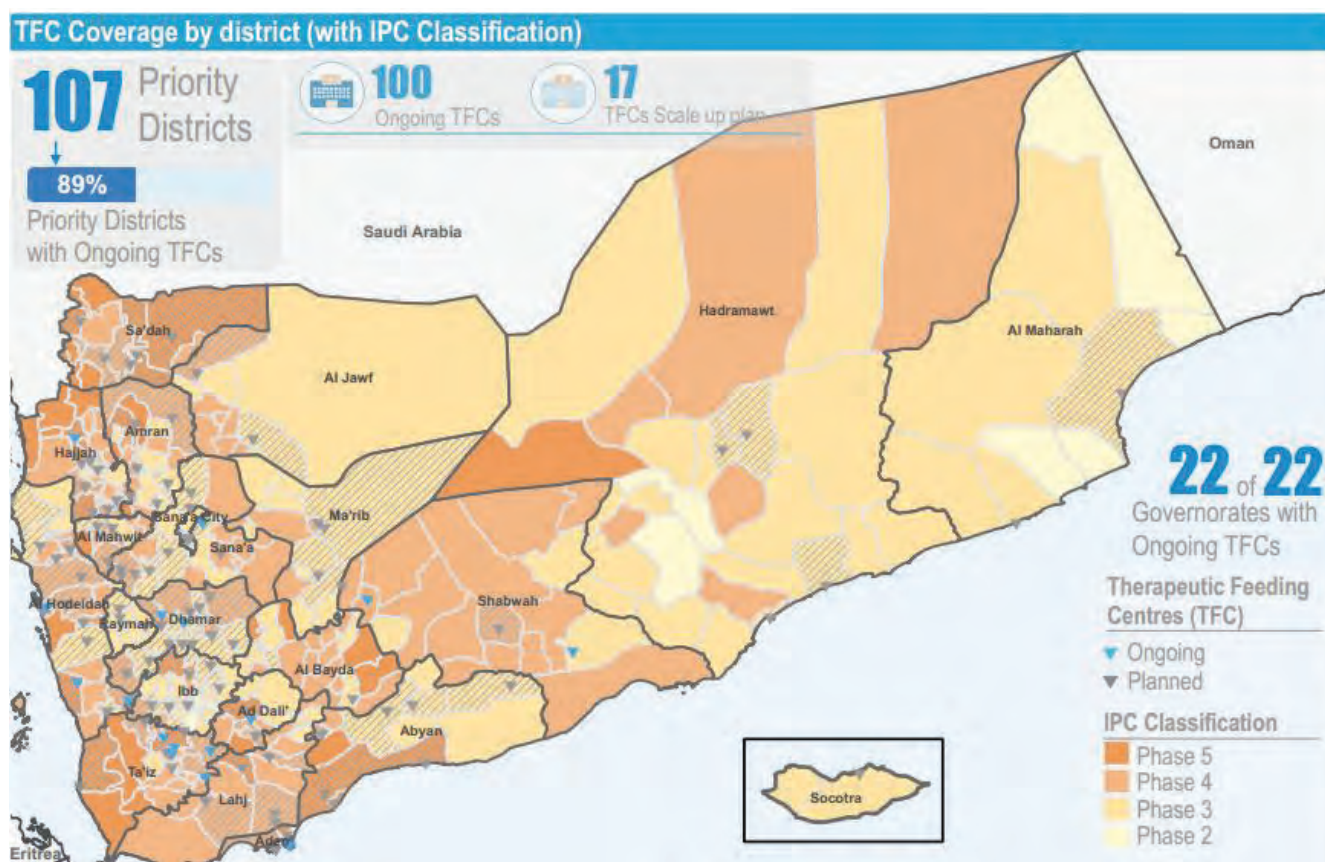 TFC Coverage by district (with IPC Classification)
107 Priority Districts
100
Ongoing TFCs
17
TFCs Scale up plan
89%
Priority Districts
with Ongoing TFCs
Oman
Saudi Arabia
Sa'dah
Hadramawt
Al Maharah
Al Jawf
Amran
Hajjah
22 of 22
Governorates with
Ongoing TFCs
Ma'rib
Sana'a City
Al Mahwit
Sana'a
Shabwah
Al Hodeidah
Raymah
Dhamar
Al Bayda
Ibb
Ad Dali'
Abyan
Ta'iz
Lahj
Aden
Socotra
Eritrea
Therapeutic Feeding
Centres (TFC)
Ongoing
Planned
IPC Classification
Phase 5
Phase 4
Phase 3
Phase 2